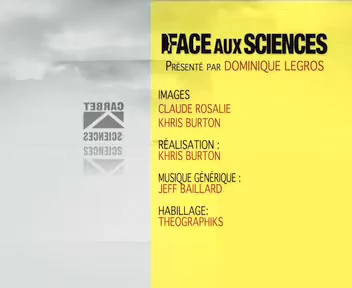 FACE AUX SCIENCES
PRÉSENTÉ PAR DOMINIQUE LEGROS
IMAGES
CLAUDE ROSALIE
KHRIS BURTON
RÉALISATION :
KHRIS BURTON
MUSIQUE GÉNÉRIQUE :
JEFF BAILLARD
HABILLAGE:
THEOGRAPHIKS
CARBET
SCIENCES